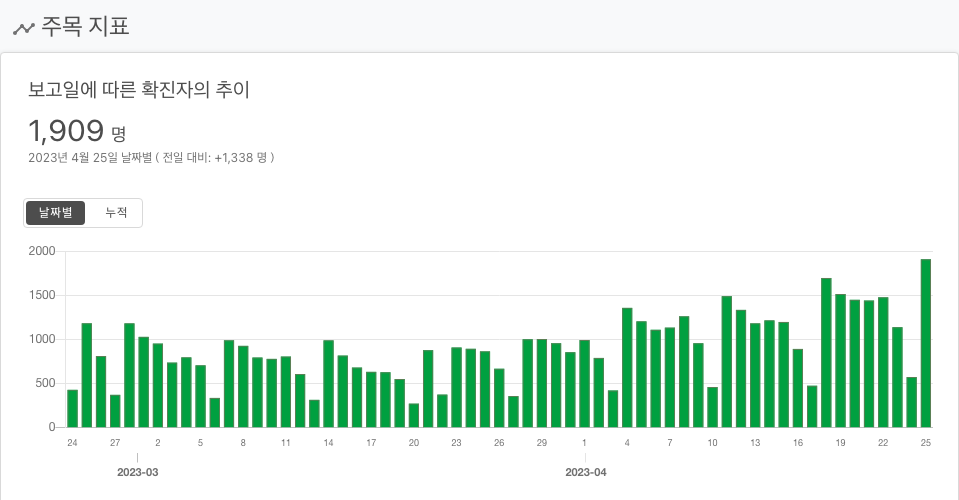 주목 지표
보고일에 따른 확진자의 추이
1,909 명
2023년 4월 25일 날짜별 ( 전일 대비: +1,338 명 )
날짜별 누적
2000
1500
1000
500
0
24 27 2 5 8 11 14 17 20 23 26 29 1 4 7 10 13 16 19 22 25
2023-03 2023-04